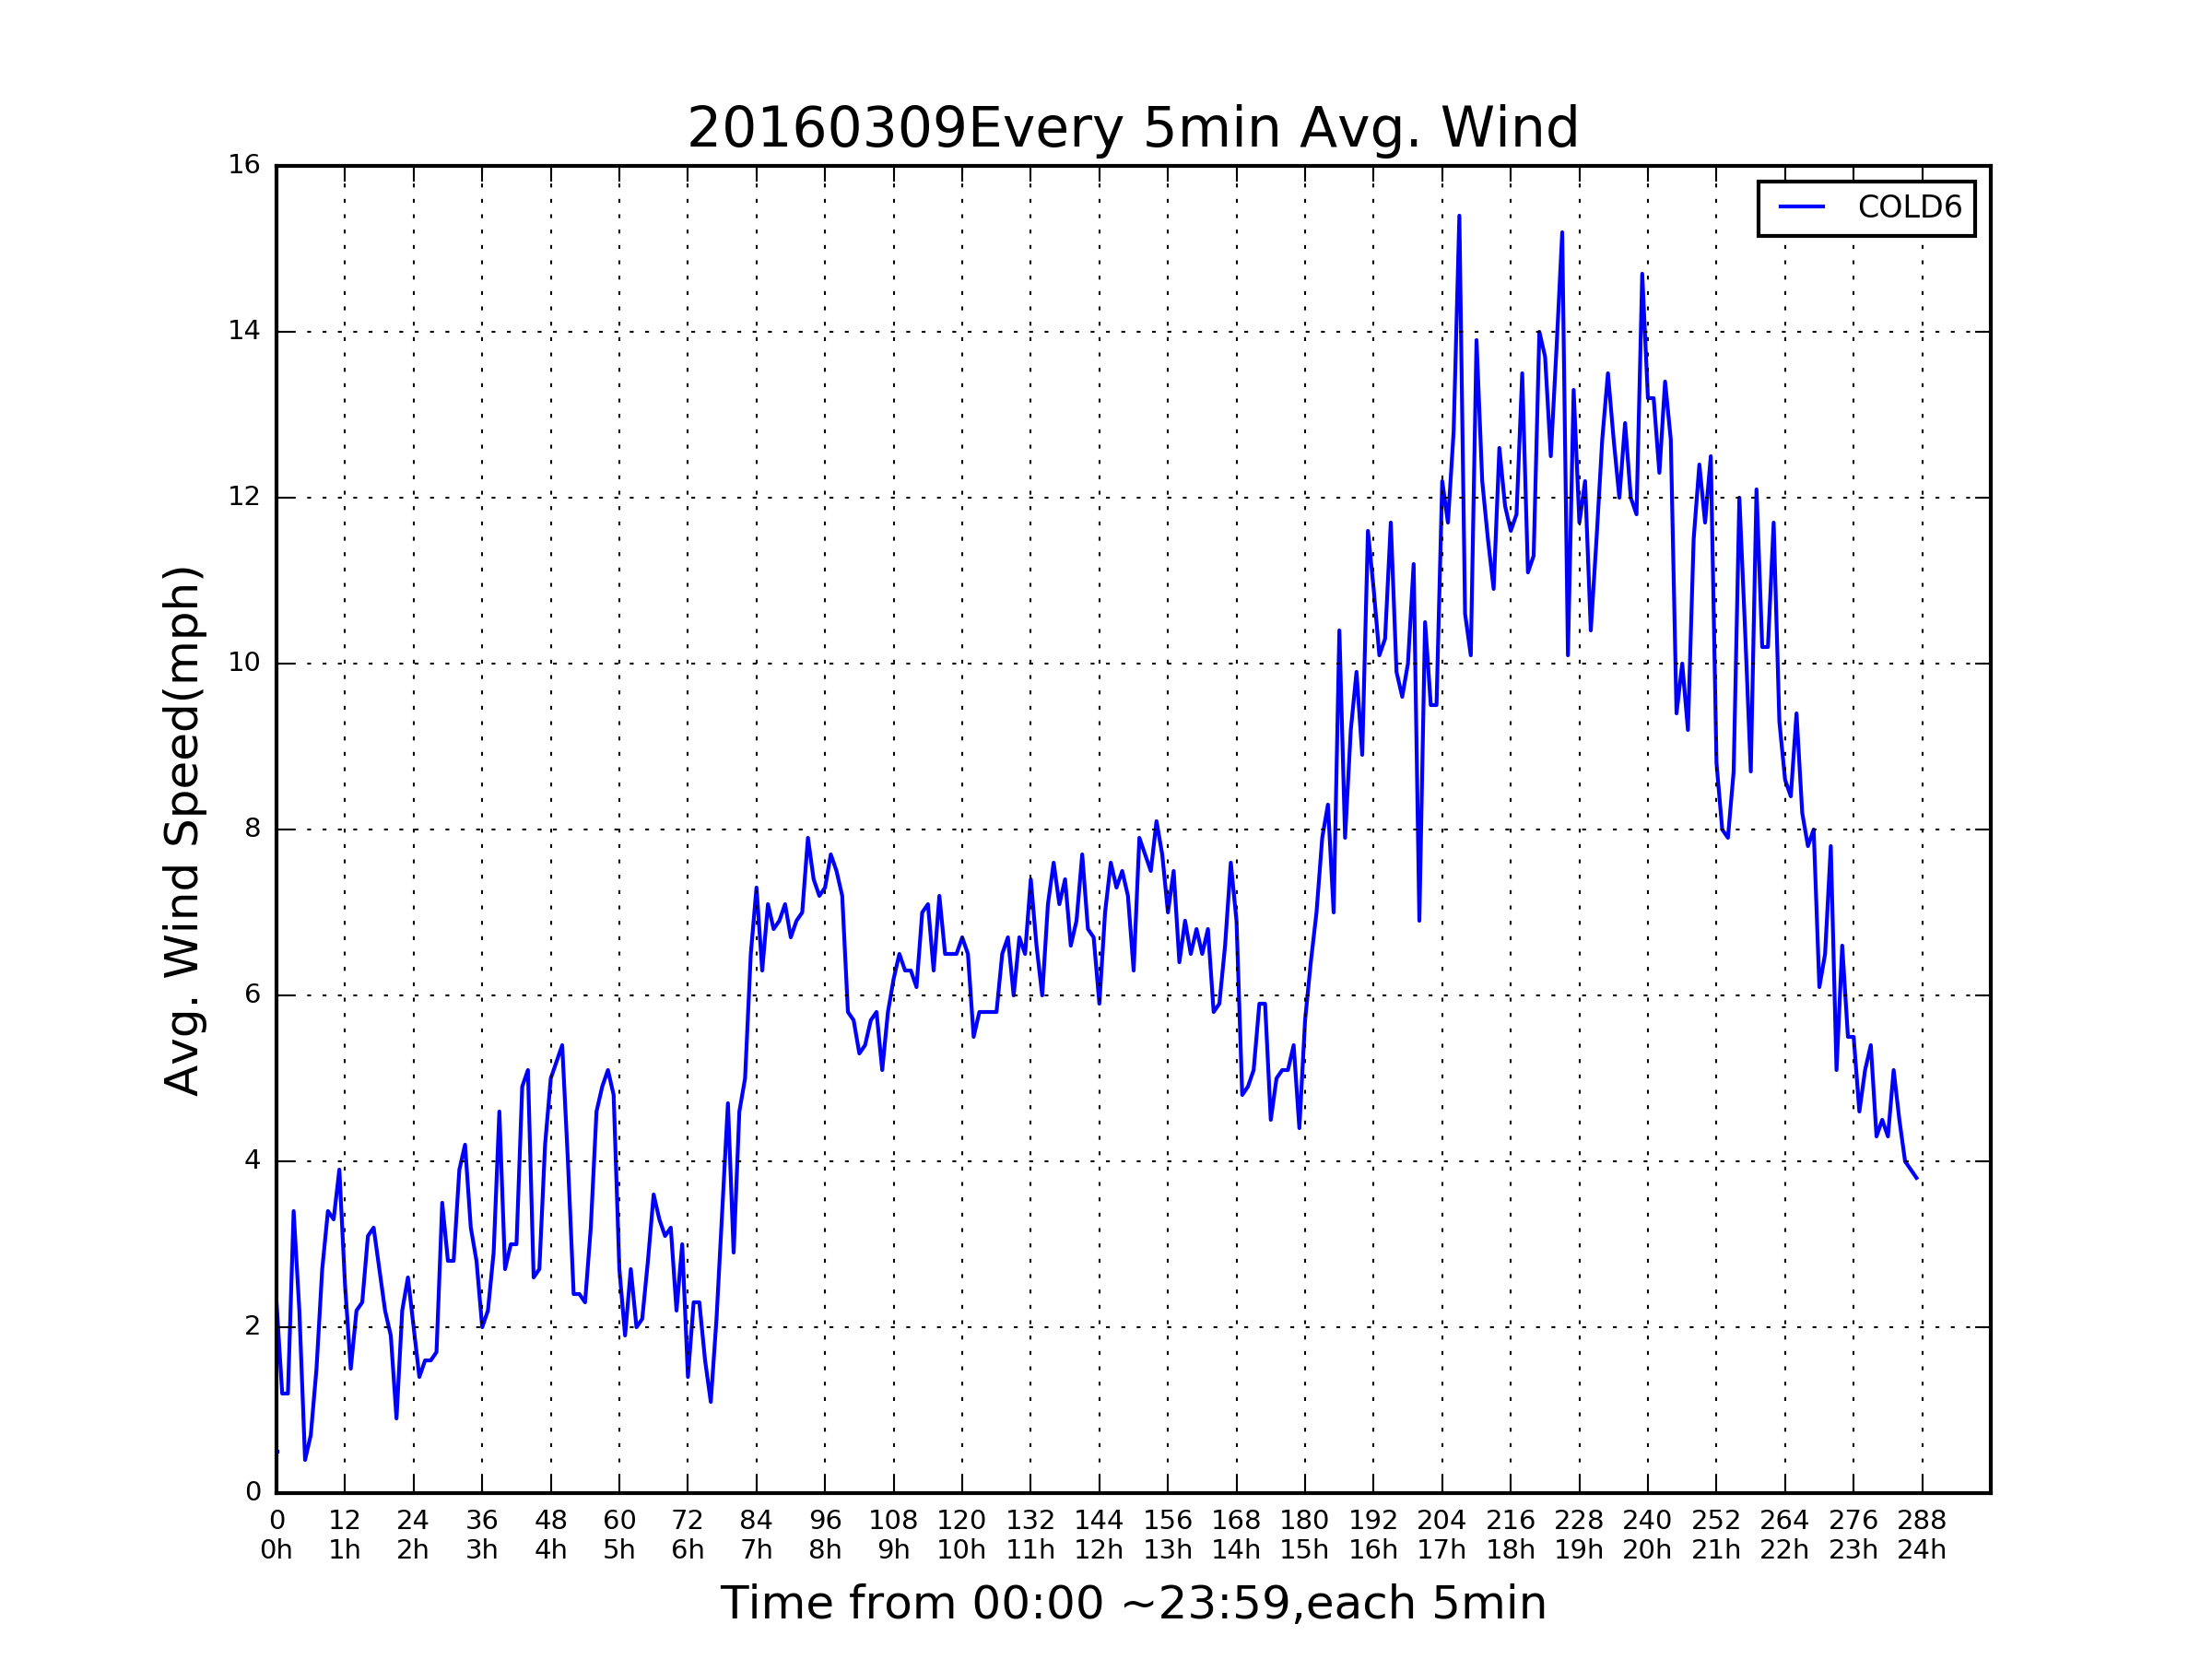 20160309Every 5min Avg. Wind
COLD6
Avg. Wind Speed(mph)
16
14
12
10
8
6
4
2
0
0 12 24 36 48 60 72 84 96 108 120 132 144 156 168 180 192 204 216 228 240 252 264 276 288
0h 1h 2h 3h 4h 5h 6h 7h 8h 9h 10h 11h 12h 13h 14h 15h 16h 17h 18h 19h 20h 21h 22h 23h 24h
Time from 00:00 ~23:59,each 5min